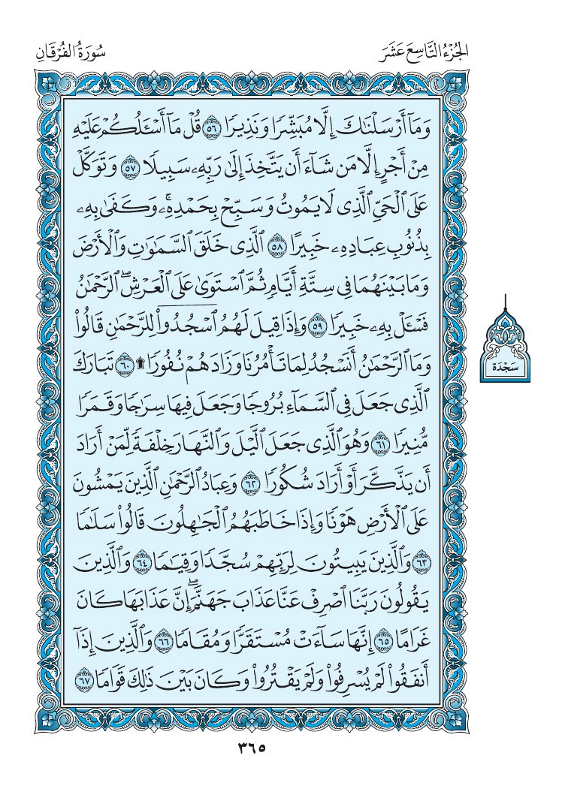 الجُزْءُ التَّاسِعَ عَشَرَ
سُورَةُ الفُرْقَانِ
وَمَآ أَرْسَلْنَٰكَ إِلَّا مُبَشِّرًا وَنَذِيرًا ٥٦ قُلْ مَآ أَسْـَٔلُكُمْ عَلَيْهِ
مِنْ أَجْرٍ إِلَّا مَن شَآءَ أَن يَتَّخِذَ إِلَىٰ رَبِّهِۦ سَبِيلًا ٥٧ وَتَوَكَّلْ
عَلَى ٱلْحَىِّ ٱلَّذِى لَا يَمُوتُ وَسَبِّحْ بِحَمْدِهِۦ ۚ وَكَفَىٰ بِهِۦ
بِذُنُوبِ عِبَادِهِۦ خَبِيرًا ٥٨ ٱلَّذِى خَلَقَ ٱلسَّمَٰوَٰتِ وَٱلْأَرْضَ
وَمَا بَيْنَهُمَا فِى سِتَّةِ أَيَّامٍ ثُمَّ ٱسْتَوَىٰ عَلَى ٱلْعَرْشِ ۖ ٱلرَّحْمَٰنُ
فَسْـَٔلْ بِهِۦ خَبِيرًا ٥٩ وَإِذَا قِيلَ لَهُمُ ٱسْجُدُوا۟ لِلرَّحْمَٰنِ قَالُوا۟
وَمَا ٱلرَّحْمَٰنُ أَنَسْجُدُ لِمَا تَأْمُرُنَا وَزَادَهُمْ نُفُورًا ۩ ٦٠ تَبَارَكَ
ٱلَّذِى جَعَلَ فِى ٱلسَّمَآءِ بُرُوجًا وَجَعَلَ فِيهَا سِرَٰجًا وَقَمَرًا
مُّنِيرًا ٦١ وَهُوَ ٱلَّذِى جَعَلَ ٱلَّيْلَ وَٱلنَّهَارَ خِلْفَةً لِّمَنْ أَرَادَ
أَن يَذَّكَّرَ أَوْ أَرَادَ شُكُورًا ٦٢ وَعِبَادُ ٱلرَّحْمَٰنِ ٱلَّذِينَ يَمْشُونَ
عَلَى ٱلْأَرْضِ هَوْنًا وَإِذَا خَاطَبَهُمُ ٱلْجَٰهِلُونَ قَالُوا۟ سَلَٰمًا
٦٣ وَٱلَّذِينَ يَبِيتُونَ لِرَبِّهِمْ سُجَّدًا وَقِيَٰمًا ٦٤ وَٱلَّذِينَ
يَقُولُونَ رَبَّنَا ٱصْرِفْ عَنَّا عَذَابَ جَهَنَّمَ ۖ إِنَّ عَذَابَهَا كَانَ
غَرَامًا ٦٥ إِنَّهَا سَآءَتْ مُسْتَقَرًّا وَمُقَامًا ٦٦ وَٱلَّذِينَ إِذَآ
أَنفَقُوا۟ لَمْ يُسْرِفُوا۟ وَلَمْ يَقْتُرُوا۟ وَكَانَ بَيْنَ ذَٰلِكَ قَوَامًا ٦٧
سَجْدَة
٣٦٥